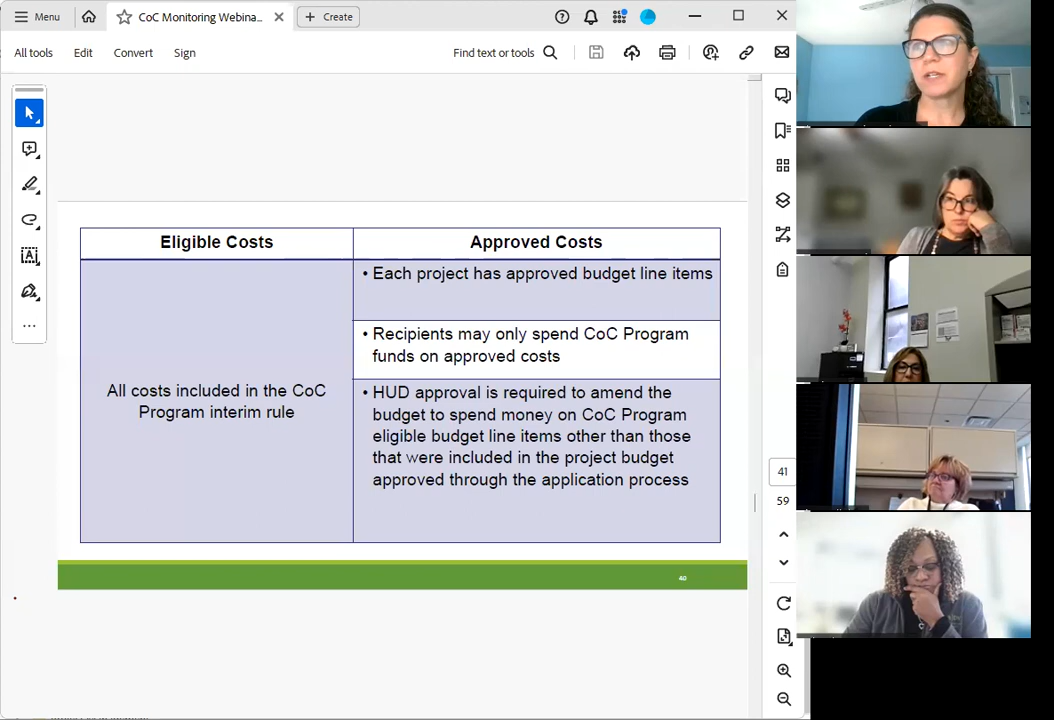 Menu
CoC Monitoring Webina...
Create
All tools
Edit
Convert
Sign
Find text or tools
Eligible Costs
Approved Costs
All costs included in the CoC
Program interim rule
• Each project has approved budget line items
• Recipients may only spend CoC Program
funds on approved costs
• HUD approval is required to amend the
budget to spend money on CoC Program
eligible budget line items other than those
that were included in the project budget
approved through the application process
40
41
59